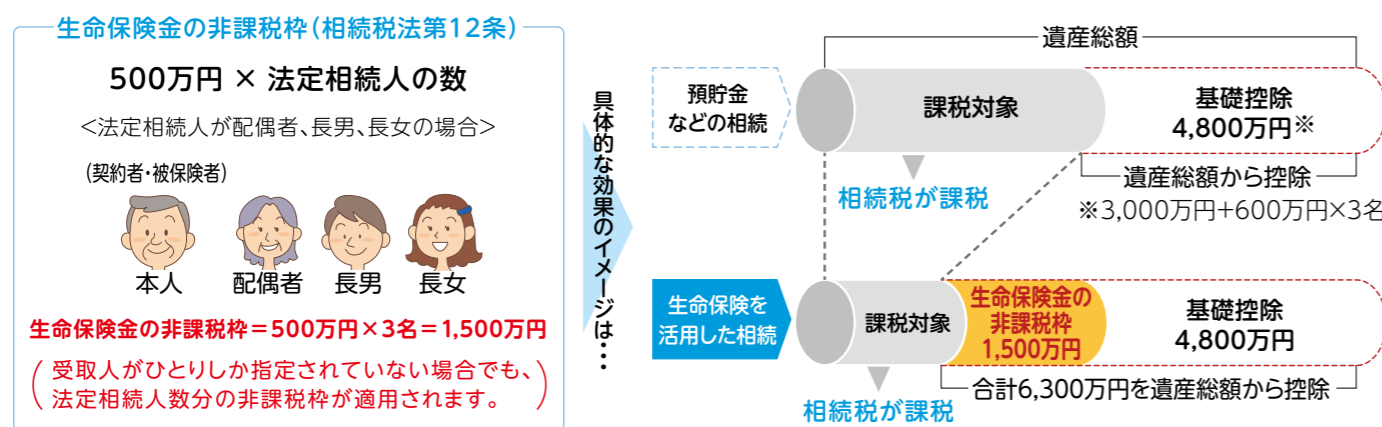 生命保険金の非課税枠(相続税法第12条)
500万円 × 法定相続人の数
<法定相続人が配偶者、長男、長女の場合>
(契約者・被保険者)
本人
配偶者
長男
長女
生命保険金の非課税枠=500万円×3名=1,500万円
(受取人がひとりしか指定されていない場合でも、
法定相続人数分の非課税枠が適用されます。)
具体的な効果のイメージは・・・
遺産総額
預貯金
などの相続
課税対象
基礎控除
4,800万円※
相続税が課税
遺産総額から控除
※3,000万円+600万円×3名
生命保険を
活用した相続
課税対象
生命保険金の
非課税枠
1,500万円
基礎控除
4,800万円
合計6,300万円を遺産総額から控除
相続税が課税